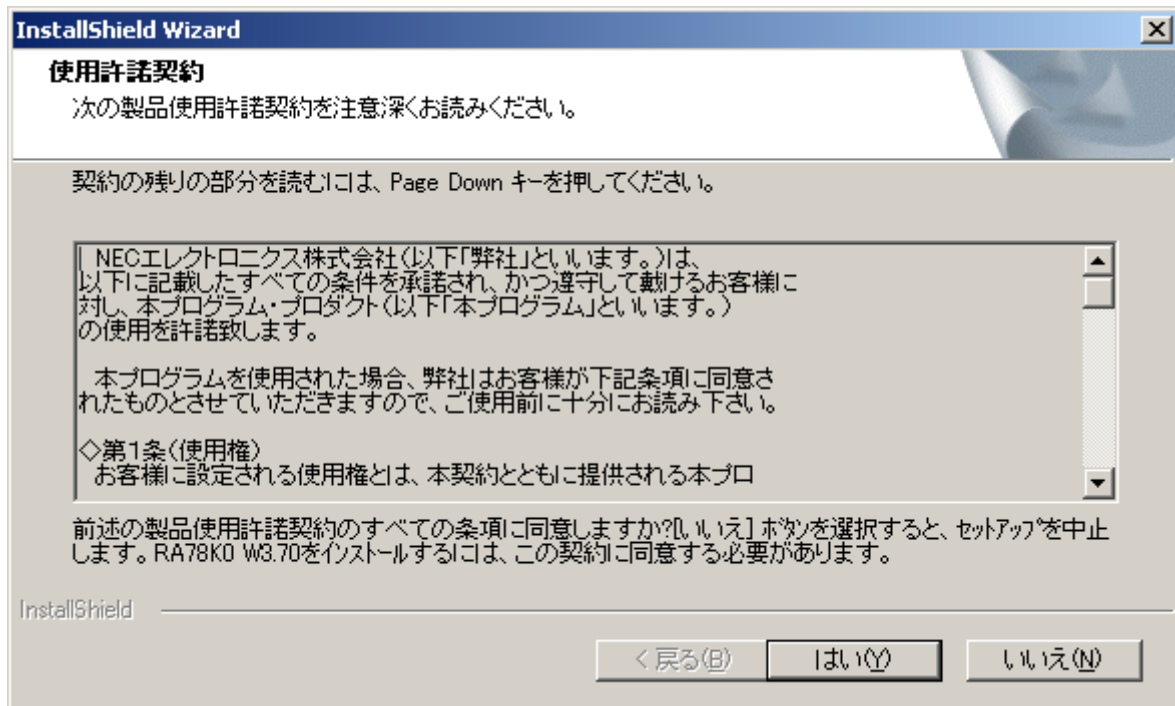 InstallShield Wizard
使用許諾契約
次の製品使用許諾契約を注意深くお読みください。
契約の残りの部分を読むには、Page Down キーを押してください。
NECエレクトロニクス株式会社(以下「弊社」といいます。)は、
以下に記載したすべての条件を承諾され、かつ遵守して戴けるお客様に
対し、本プログラム・プロダクト(以下「本プログラム」といいます。)
の使用を許諾致します。
本プログラムを使用された場合、弊社はお客様が下記条項に同意さ
れたものとさせていただきますので、ご使用前に十分にお読み下さい。
◇第1条(使用権)
お客様に設定される使用権とは、本契約とともに提供される本プロ
前述の製品使用許諾契約のすべての条項に同意しますか?[いいえ] ボタンを選択すると、セットアップを中止
します。RA78K0 W3.70をインストールするには、この契約に同意する必要があります。
InstallShield
< 戻る(B)
はい(Y)
いいえ(N)